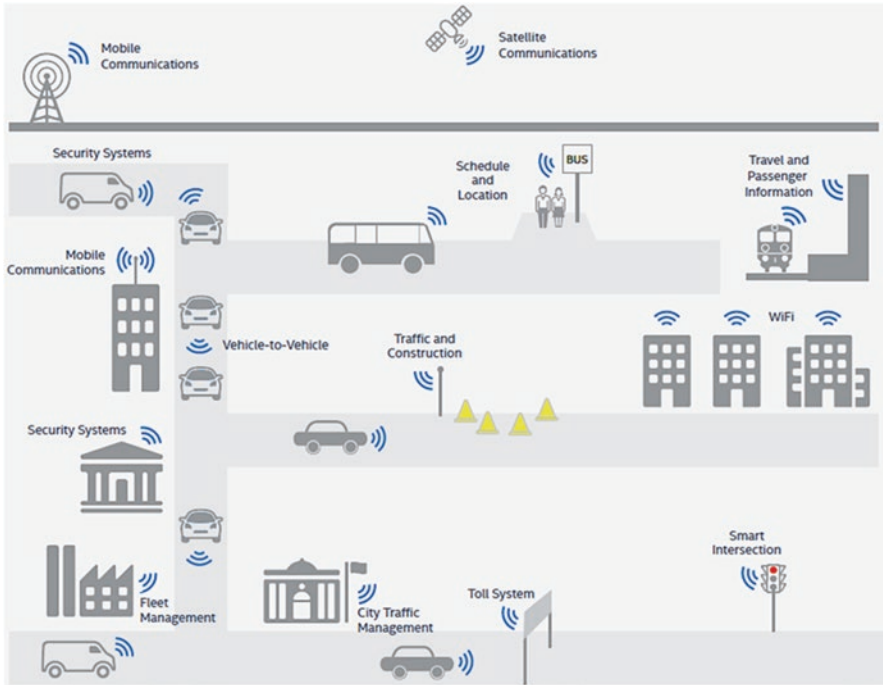 Mobile
Communications
Satellite
Communications
Security Systems
Schedule
and
Location
BUS
Travel and
Passenger
Information
Mobile
Communications
Vehicle-to-Vehicle
Traffic and
Construction
WiFi
Security Systems
Smart
Intersection
Fleet
Management
City Traffic
Management
Toll System